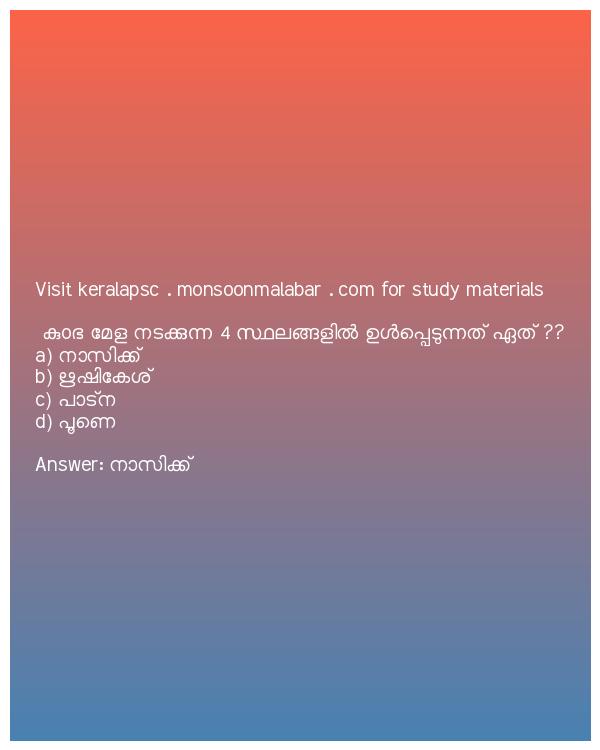 Visit keralapsc . monsoonmalabar . com for study materials
കുംഭ മേള നടക്കുന്ന 4 സ്ഥലങ്ങളിൽ ഉൾപ്പെടുന്നത് ഏത് ??
a) നാസിക്ക്
b) ഋഷികേശ്
c) പാട്ന
d) പൂണെ
Answer: നാസിക്ക്